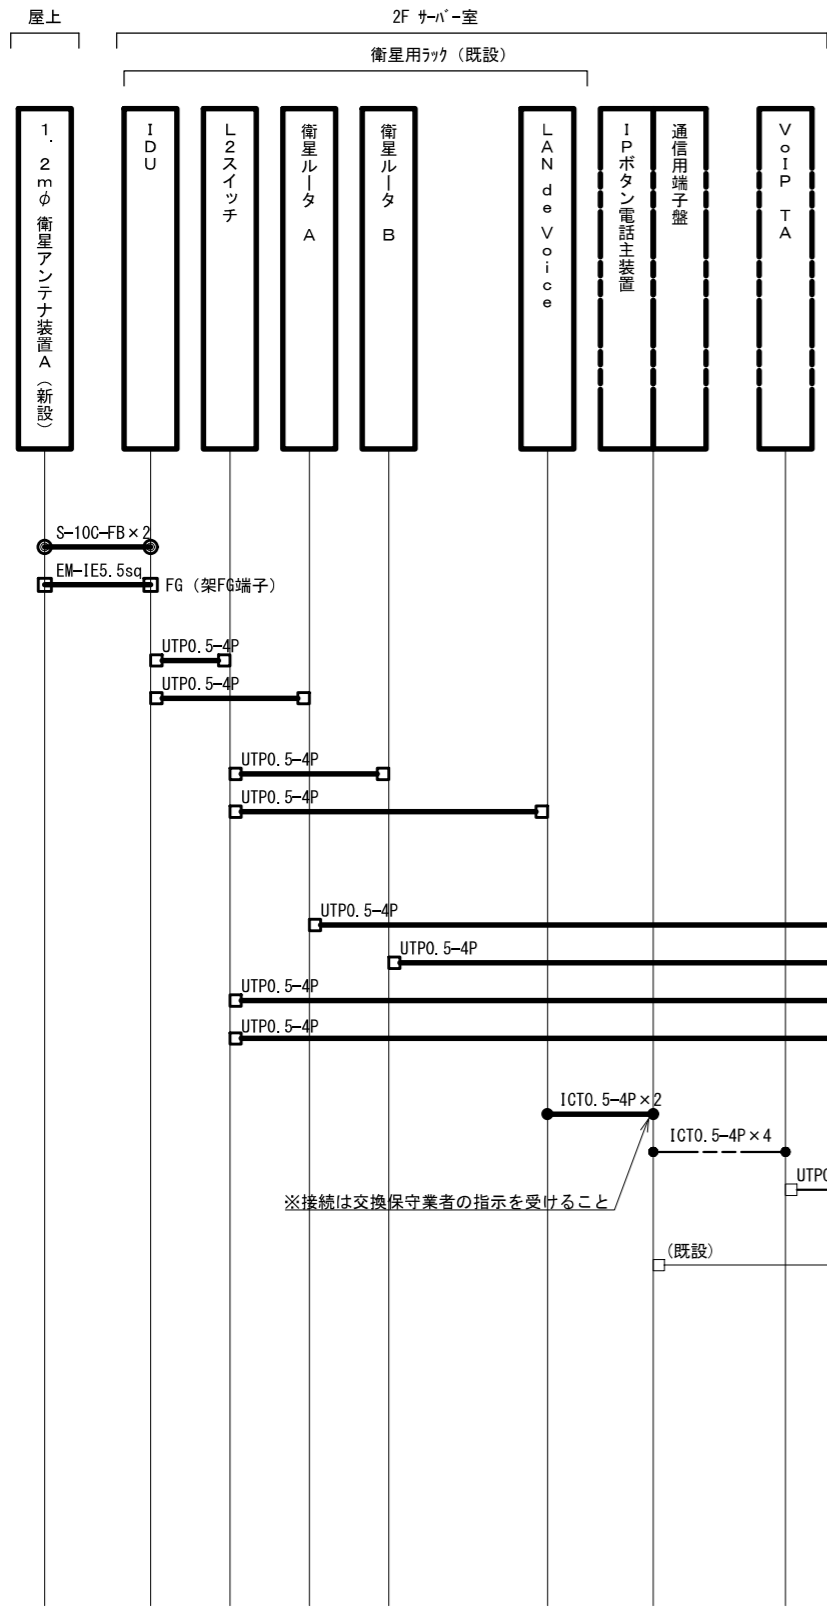 屋上
2F ｻｰﾊﾞｰ室
衛星用ﾗｯｸ（既設）
１．２ｍφ 衛星アンテナ装置Ａ（新設）
ＩＤＵ
Ｌ２スイッチ
衛星ルータ　Ａ
衛星ルータ　Ｂ
ＬＡＮ ｄｅ Ｖｏｉｃｅ
ＩＰボタン電話主装置
通信用端子盤
ＶｏＩＰ　ＴＡ
S-10C-FB×2
EM-IE5.5sq
FG（架FG端子）
UTP0.5-4P
UTP0.5-4P
UTP0.5-4P
UTP0.5-4P
UTP0.5-4P
UTP0.5-4P
UTP0.5-4P
UTP0.5-4P
ICT0.5-4P×2
ICT0.5-4P×4
UTP0
※接続は交換保守業者の指示を受けること
(既設)